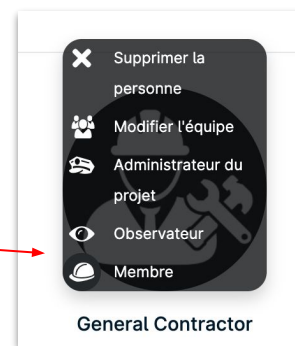 Supprimer la
personne
Modifier l'équipe
Administrateur du
projet
Observateur
Membre
General Contractor